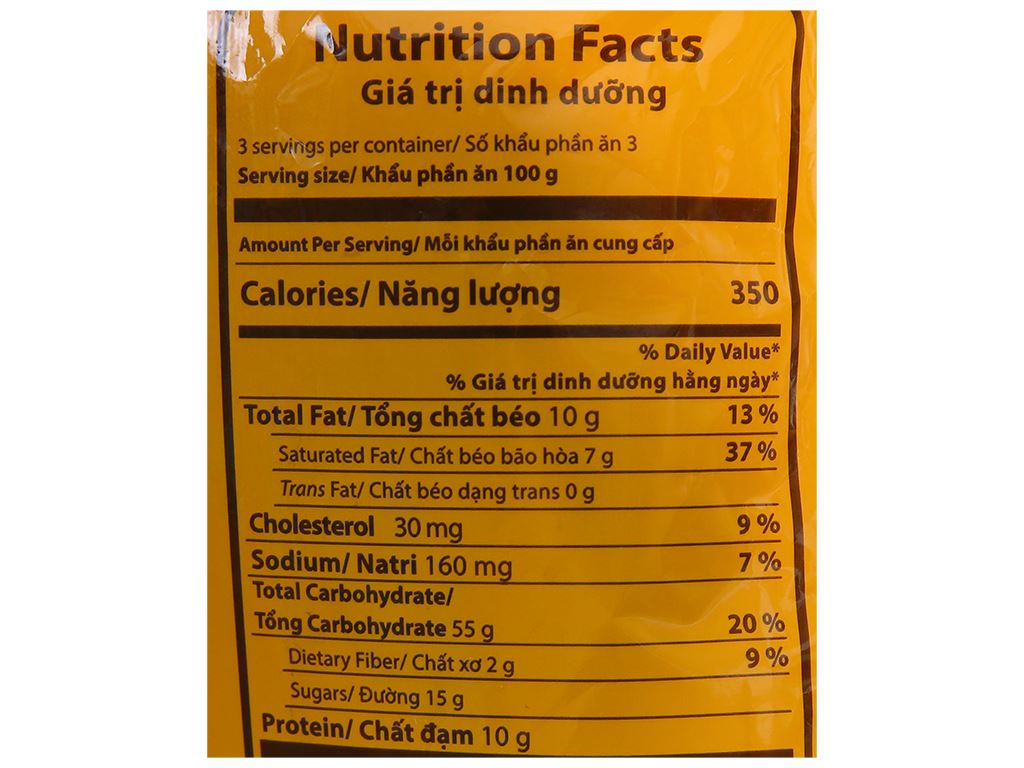 Nutrition Facts
Giá trị dinh dưỡng
3 servings per container/ Số khẩu phần ăn 3
Serving size/ Khẩu phần ăn 100 g
Amount Per Serving/ Mỗi khẩu phần ăn cung cấp
Calories/ Năng lượng 350
% Daily Value*
% Giá trị dinh dưỡng hằng ngày*
Total Fat/ Tổng chất béo 10 g 13 %
Saturated Fat/ Chất béo bão hòa 7 g 37 %
Trans Fat/ Chất béo dạng trans 0 g
Cholesterol 30 mg 9 %
Sodium/ Natri 160 mg 7 %
Total Carbohydrate/
Tổng Carbohydrate 55 g 20 %
Dietary Fiber/ Chất xơ 2 g 9 %
Sugars/ Đường 15 g
Protein/ Chất đạm 10 g